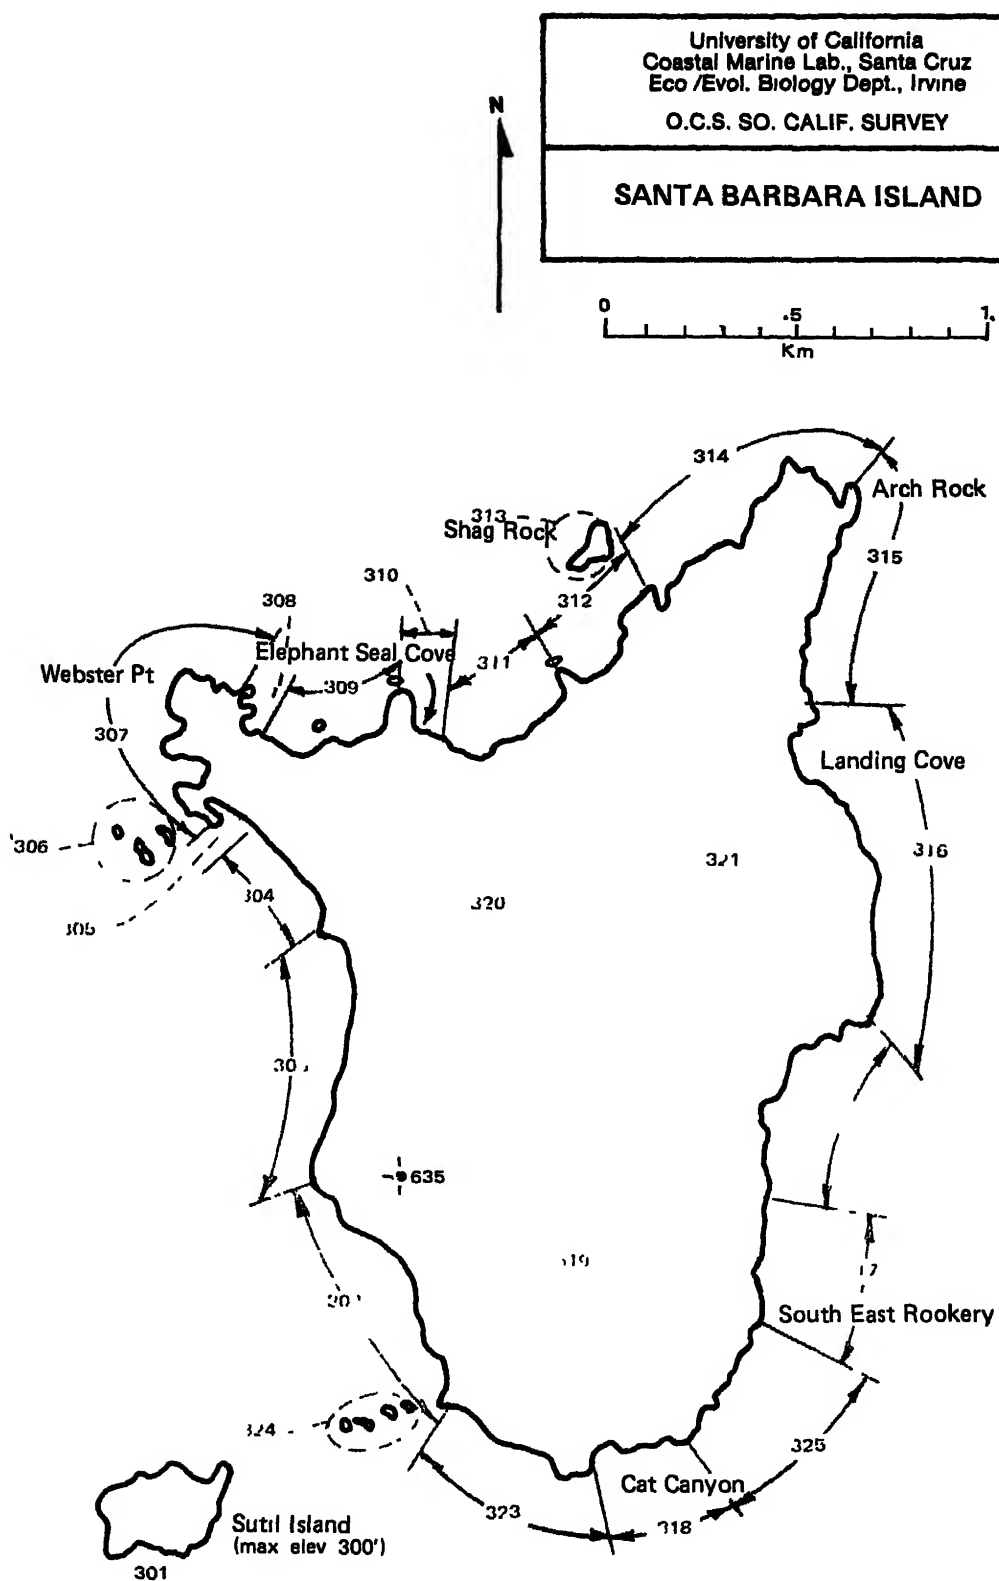 University of California
Coastal Marine Lab., Santa Cruz
Eco /Evol. Biology Dept., Irvine
O.C.S. SO. CALIF. SURVEY
SANTA BARBARA ISLAND
N
0 .5 1.
Km
314
Arch Rock
313
Shag Rock
315
310
312
308
Elephant Seal Cove
311
Webster Pt
309
307
Landing Cove
306
316
321
304
320
305
635
South East Rookery
324
325
Cat Canyon
323
318
Sutil Island
(max elev 300')
301